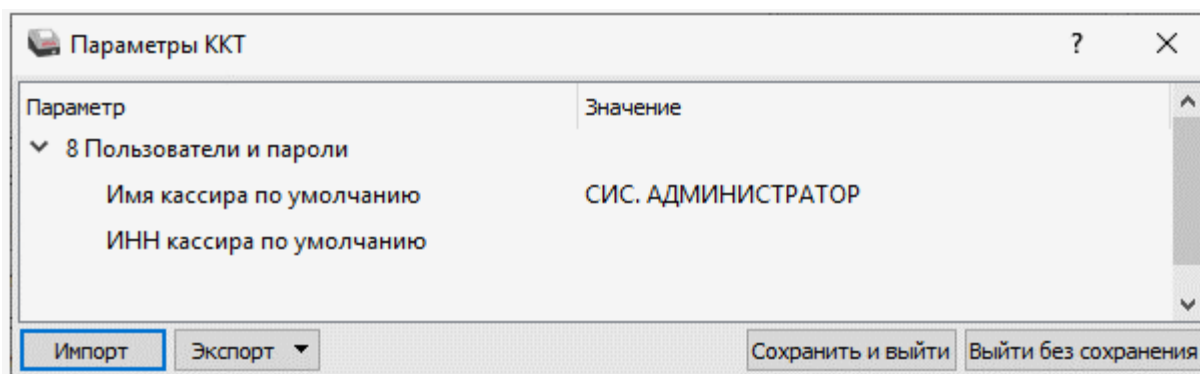 Параметры ККТ ?
Параметр Значение
8 Пользователи и пароли
Имя кассира по умолчанию СИС. АДМИНИСТРАТОР
ИНН кассира по умолчанию
Импорт Экспорт Сохранить и выйти Выйти без сохранения